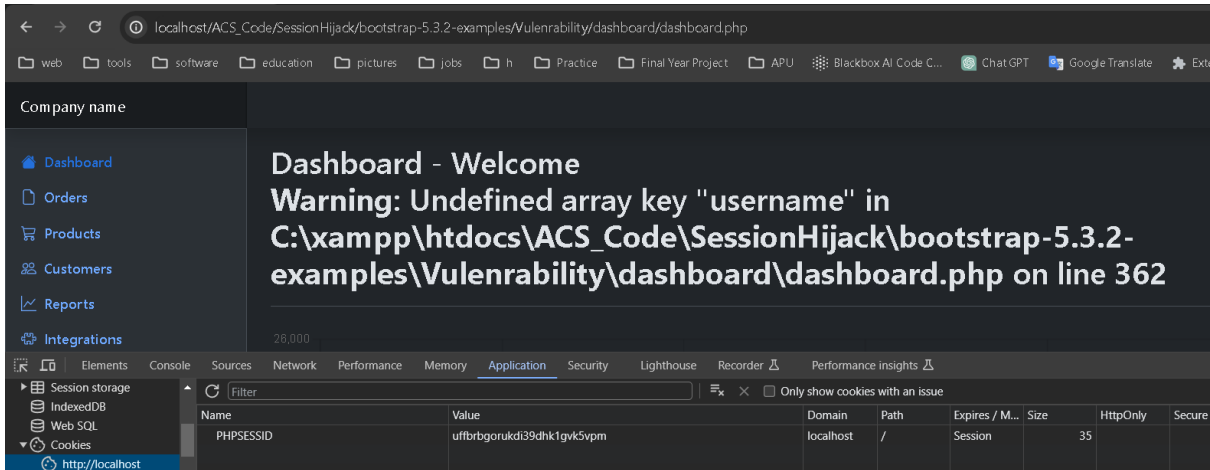 localhost/ACS_Code/SessionHijack/bootstrap-5.3.2-examples/Vulenrability/dashboard/dashboard.php
web tools software education pictures jobs h Practice Final Year Project APU Blackbox AI Code C... Chat GPT Google Translate Exte
Company name
Dashboard
Orders
Products
Customers
Reports
Integrations
Dashboard - Welcome
Warning: Undefined array key "username" in
C:\xampp\htdocs\ACS_Code\SessionHijack\bootstrap-5.3.2-
examples\Vulenrability\dashboard\dashboard.php on line 362
26,000
Elements Console Sources Network Performance Memory Application Security Lighthouse Recorder Performance insights
Session storage
IndexedDB
Web SQL
Cookies
http://localhost
Filter Only show cookies with an issue
Name Value Domain Path Expires / M... Size HttpOnly Secure
PHPSESSID uffbrbgorukdi39dhk1gvk5vpm localhost / Session 35